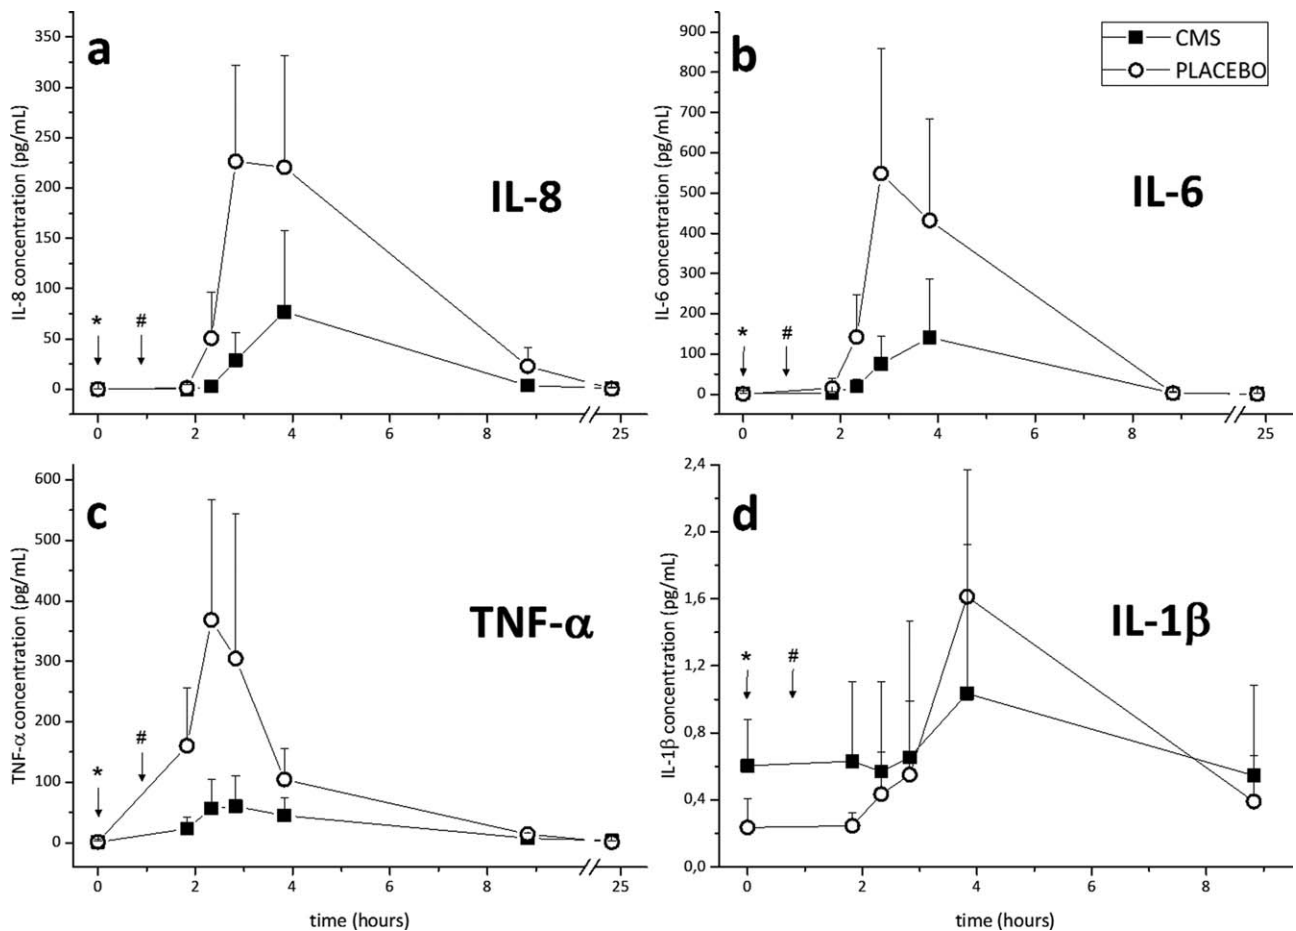 a
IL-8 concentration (pg/mL)
350
300
250
200
150
100
50
0
IL-8
* #
0 2 4 6 8 25
b
CMS
PLACEBO
IL-6 concentration (pg/mL)
900
800
700
600
500
400
300
200
100
0
IL-6
* #
0 2 4 6 8 25
c
TNF-α concentration (pg/mL)
600
500
400
300
200
100
0
TNF-α
#
*
0 2 4 6 8 25
time (hours)
d
IL-1β concentration (pg/mL)
2,4
2,0
1,6
1,2
0,8
0,4
0,0
IL-1β
* #
0 2 4 6 8
time (hours)